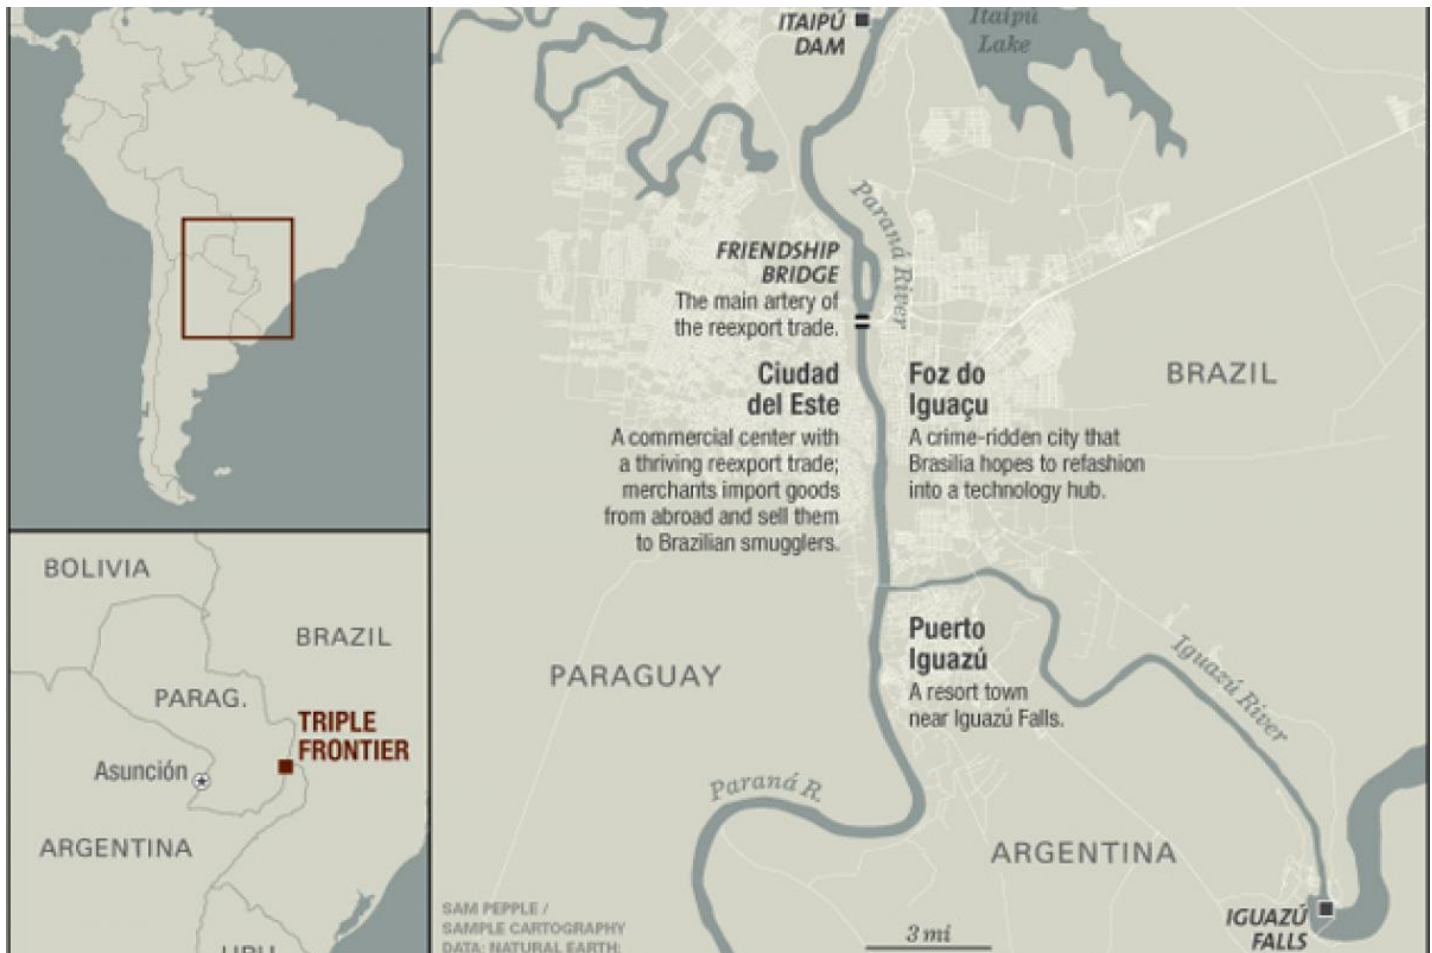 ITAIPÚ
DAM
Itaipú
Lake
Paraná River
FRIENDSHIP
BRIDGE
The main artery of
the reexport trade.
Ciudad
del Este
A commercial center with
a thriving reexport trade;
merchants import goods
from abroad and sell them
to Brazilian smugglers.
Foz do
Iguaçu
A crime-ridden city that
Brasilia hopes to refashion
into a technology hub.
BRAZIL
BOLIVIA
BRAZIL
PARAG.
TRIPLE
FRONTIER
Asunción
ARGENTINA
PARAGUAY
Puerto
Iguazú
A resort town
near Iguazú Falls.
Iguazú River
Paraná R.
ARGENTINA
IGUAZÚ
FALLS
3 mi
SAM PEPPLE /
SAMPLE CARTOGRAPHY
DATA: NATURAL EARTH;